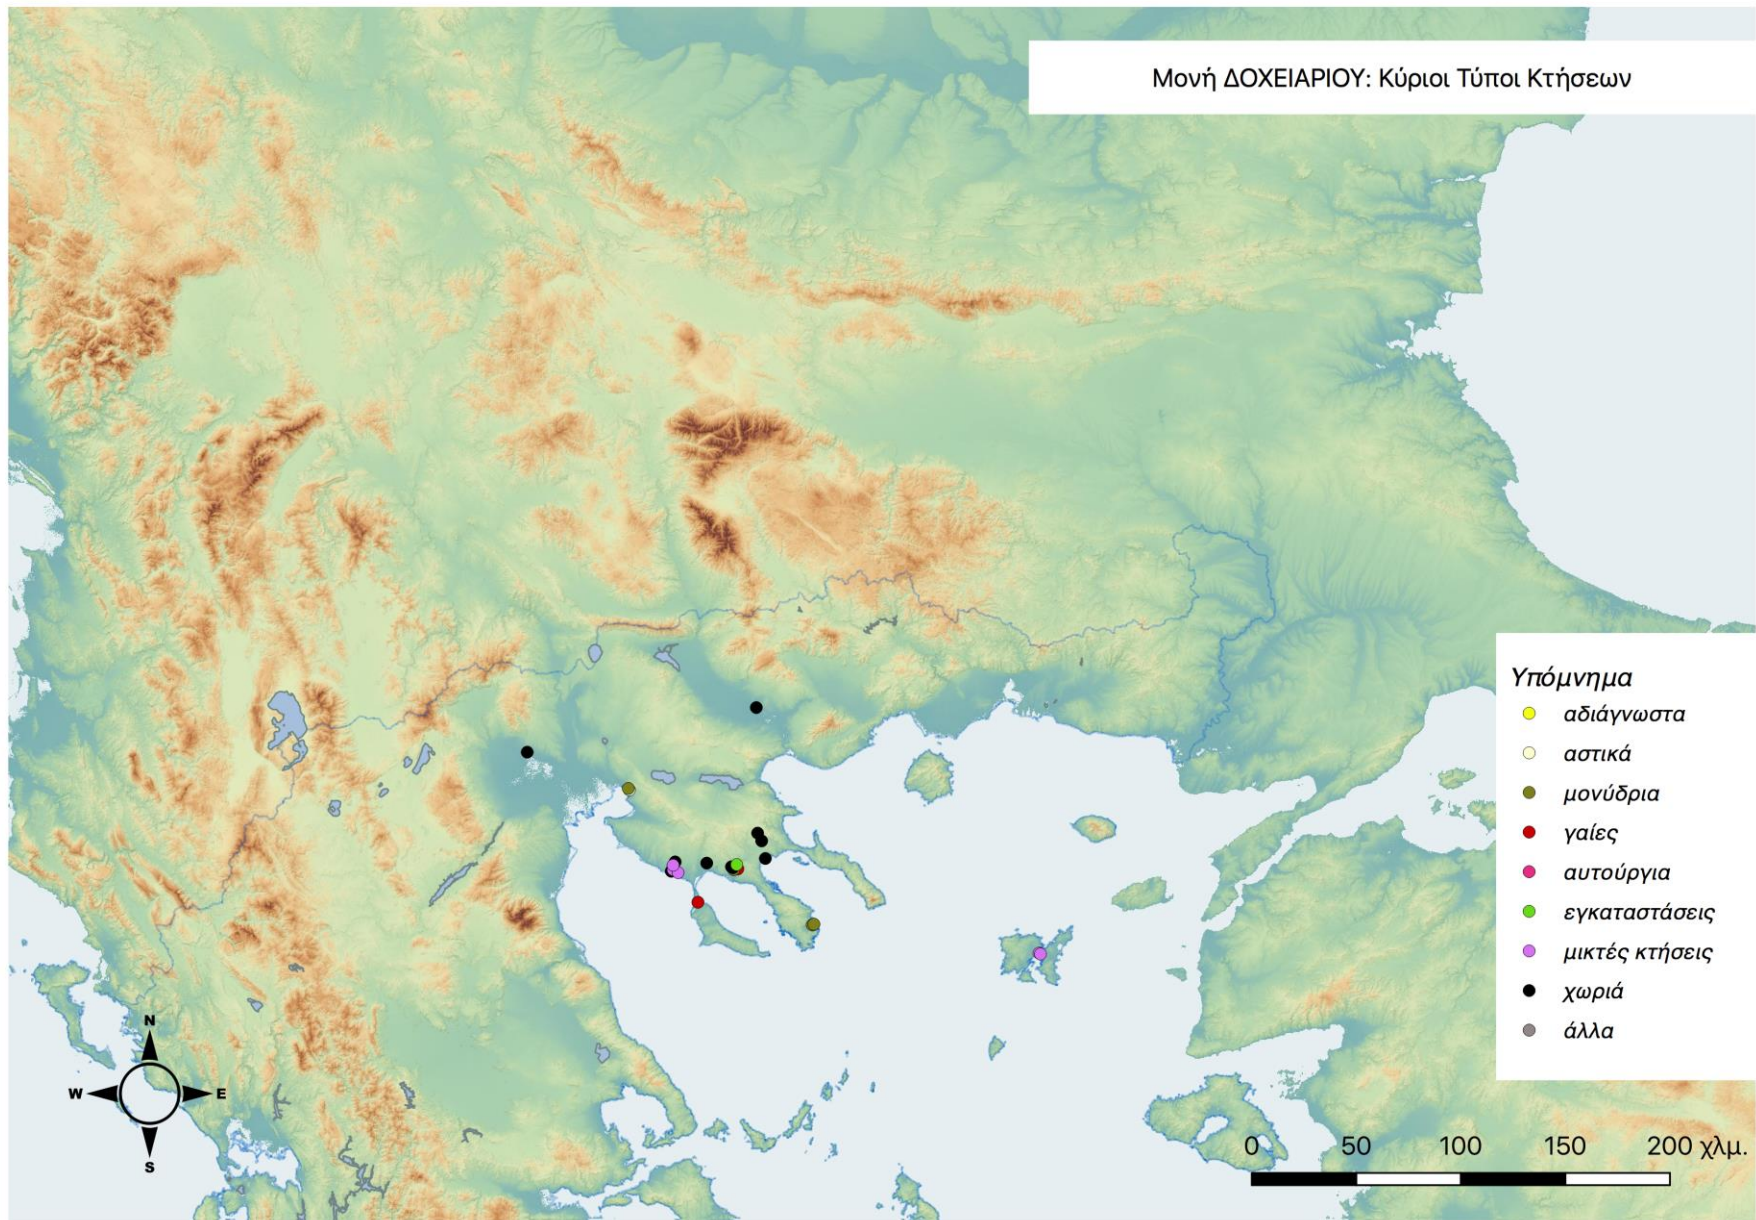 Μονή ΔΟΧΕΙΑΡΙΟΥ: Κύριοι Τύποι Κτήσεων
Υπόμνημα
αδιάγνωστα
αστικά
μονύδρια
γαίες
αυτούργια
εγκαταστάσεις
μικτές κτήσεις
χωριά
άλλα
N
W E
S
0 50 100 150 200 χλμ.